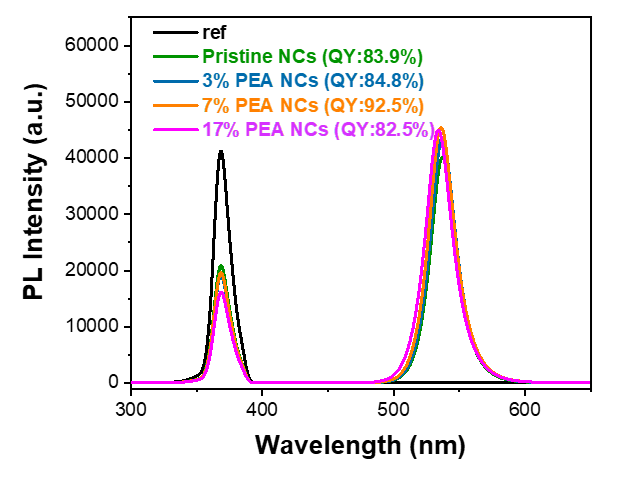 ref
Pristine NCs (QY:83.9%)
3% PEA NCs (QY:84.8%)
7% PEA NCs (QY:92.5%)
17% PEA NCs (QY:82.5%)
PL Intensity (a.u.)
60000
50000
40000
30000
20000
10000
0
300 400 500 600
Wavelength (nm)